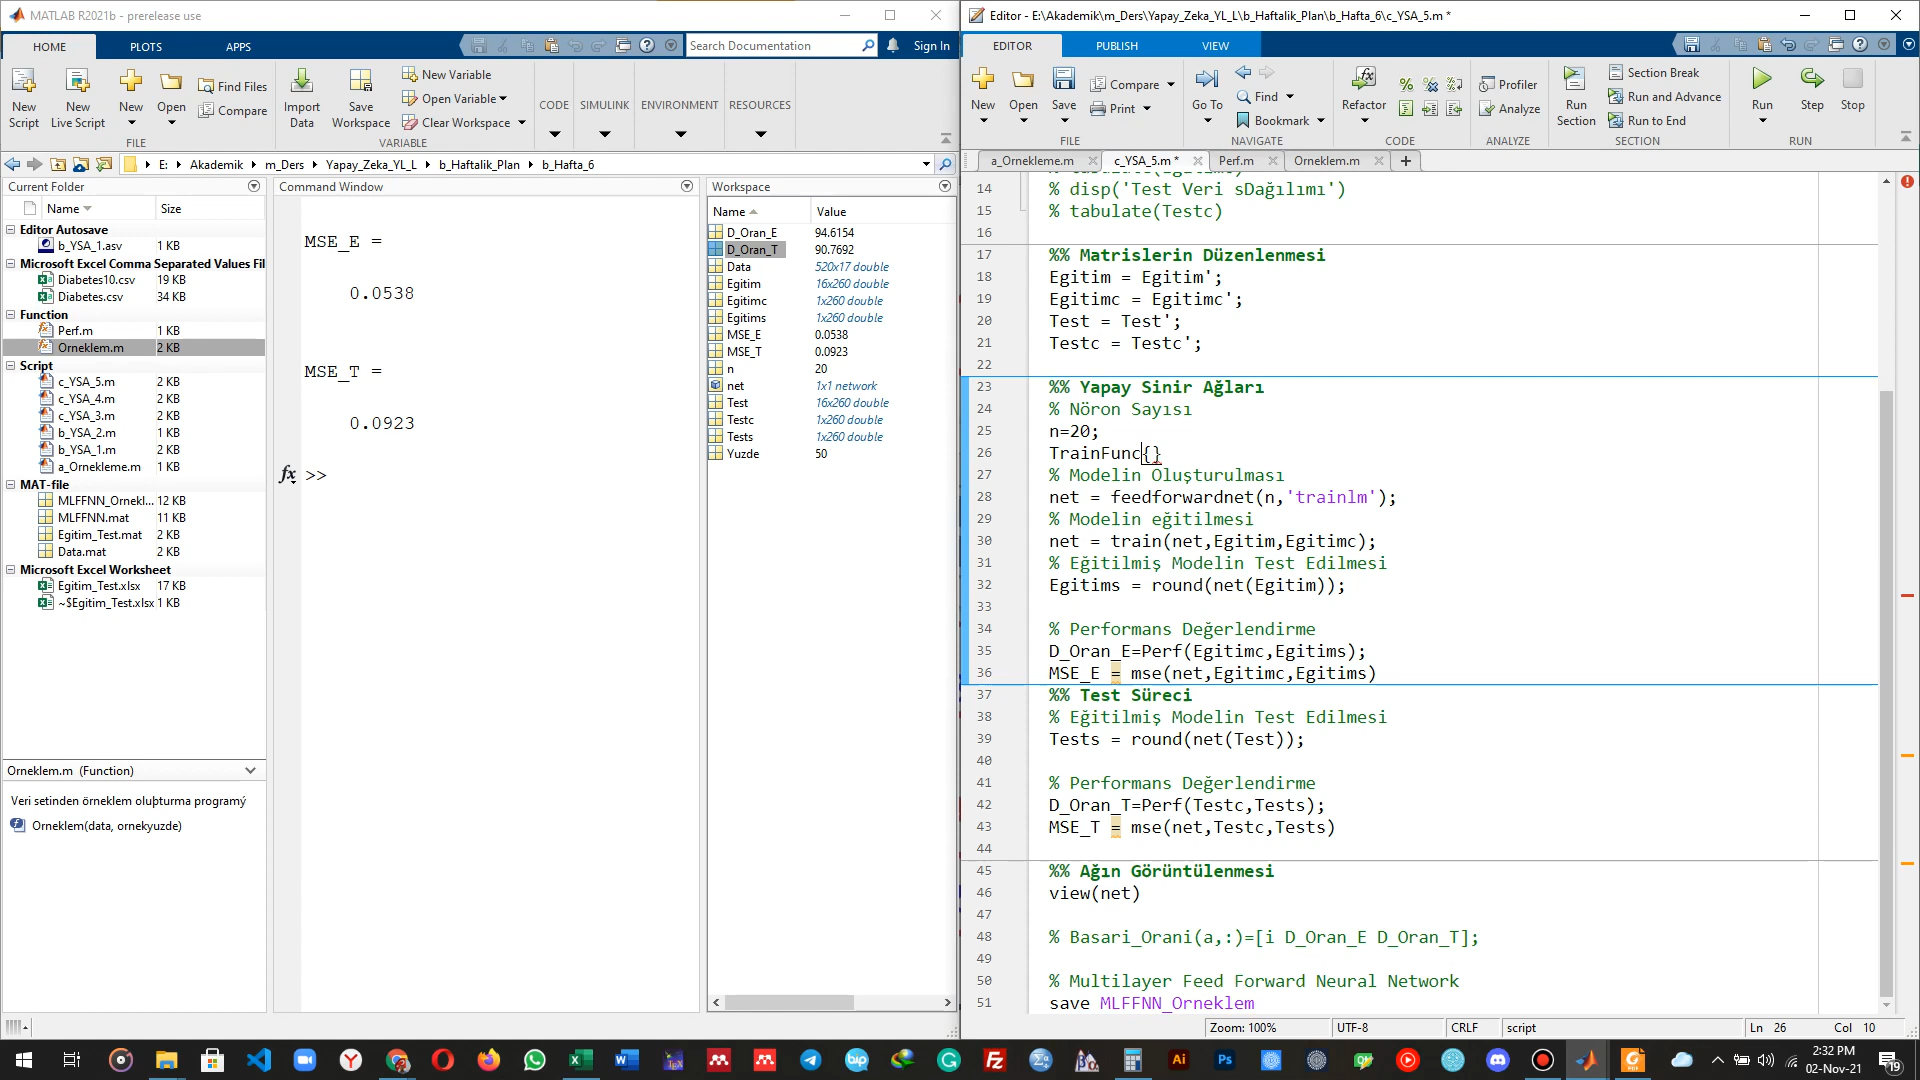 MATLAB R2021b - prerelease use
HOME PLOTS APPS
Search Documentation
Sign In
New Script
New Live Script
New
Open
Find Files
Compare
FILE
Import Data
Save Workspace
New Variable
Open Variable
Clear Workspace
VARIABLE
CODE
SIMULINK
ENVIRONMENT
RESOURCES
E: Akademik m_Ders Yapay_Zeka_YL_L b_Haftalik_Plan b_Hafta_6
Current Folder
Name Size
Editor Autosave
b_YSA_1.asv 1 KB
Microsoft Excel Comma Separated Values Fil
Diabetes10.csv 19 KB
Diabetes.csv 34 KB
Function
Perf.m 1 KB
Orneklem.m 2 KB
Script
c_YSA_5.m 2 KB
c_YSA_4.m 2 KB
c_YSA_3.m 2 KB
b_YSA_2.m 1 KB
b_YSA_1.m 2 KB
a_Ornekleme.m 1 KB
MAT-file
MLFFNN_Ornekl... 12 KB
MLFFNN.mat 11 KB
Egitim_Test.mat 2 KB
Data.mat 2 KB
Microsoft Excel Worksheet
Egitim_Test.xlsx 17 KB
~$Egitim_Test.xlsx 1 KB
Orneklem.m (Function)
Veri setinden örneklem oluþturma programý
Orneklem(data, ornekyuzde)
Command Window
MSE_E =
0.0538
MSE_T =
0.0923
fx >>
Workspace
Name Value
D_Oran_E 94.6154
D_Oran_T 90.7692
Data 520x17 double
Egitim 16x260 double
Egitimc 1x260 double
Egitims 1x260 double
MSE_E 0.0538
MSE_T 0.0923
n 20
net 1x1 network
Test 16x260 double
Testc 1x260 double
Tests 1x260 double
Yuzde 50
Editor - E:\Akademik\m_Ders\Yapay_Zeka_YL_L\b_Haftalik_Plan\b_Hafta_6\c_YSA_5.m *
EDITOR PUBLISH VIEW
New
Open
Save
Compare
Print
FILE
Go To
Find
Bookmark
NAVIGATE
Refactor
CODE
Profiler
Analyze
ANALYZE
Run Section
Section Break
Run and Advance
Run to End
SECTION
Run
Step
Stop
RUN
a_Ornekleme.m c_YSA_5.m * Perf.m Orneklem.m
14 % disp('Test Veri sDağılımı')
15 % tabulate(Testc)
16
17 %% Matrislerin Düzenlenmesi
18 Egitim = Egitim';
19 Egitimc = Egitimc';
20 Test = Test';
21 Testc = Testc';
22
23 %% Yapay Sinir Ağları
24 % Nöron Sayısı
25 n=20;
26 TrainFunc{}
27 % Modelin Oluşturulması
28 net = feedforwardnet(n,'trainlm');
29 % Modelin eğitilmesi
30 net = train(net,Egitim,Egitimc);
31 % Eğitilmiş Modelin Test Edilmesi
32 Egitims = round(net(Egitim));
33
34 % Performans Değerlendirme
35 D_Oran_E=Perf(Egitimc,Egitims);
36 MSE_E = mse(net,Egitimc,Egitims)
37 %% Test Süreci
38 % Eğitilmiş Modelin Test Edilmesi
39 Tests = round(net(Test));
40
41 % Performans Değerlendirme
42 D_Oran_T=Perf(Testc,Tests);
43 MSE_T = mse(net,Testc,Tests)
44
45 %% Ağın Görüntülenmesi
46 view(net)
47
48 % Basari_Orani(a,:)=[i D_Oran_E D_Oran_T];
49
50 % Multilayer Feed Forward Neural Network
51 save MLFFNN_Orneklem
Zoom: 100% UTF-8 CRLF script Ln 26 Col 10
2:32 PM
02-Nov-21
19